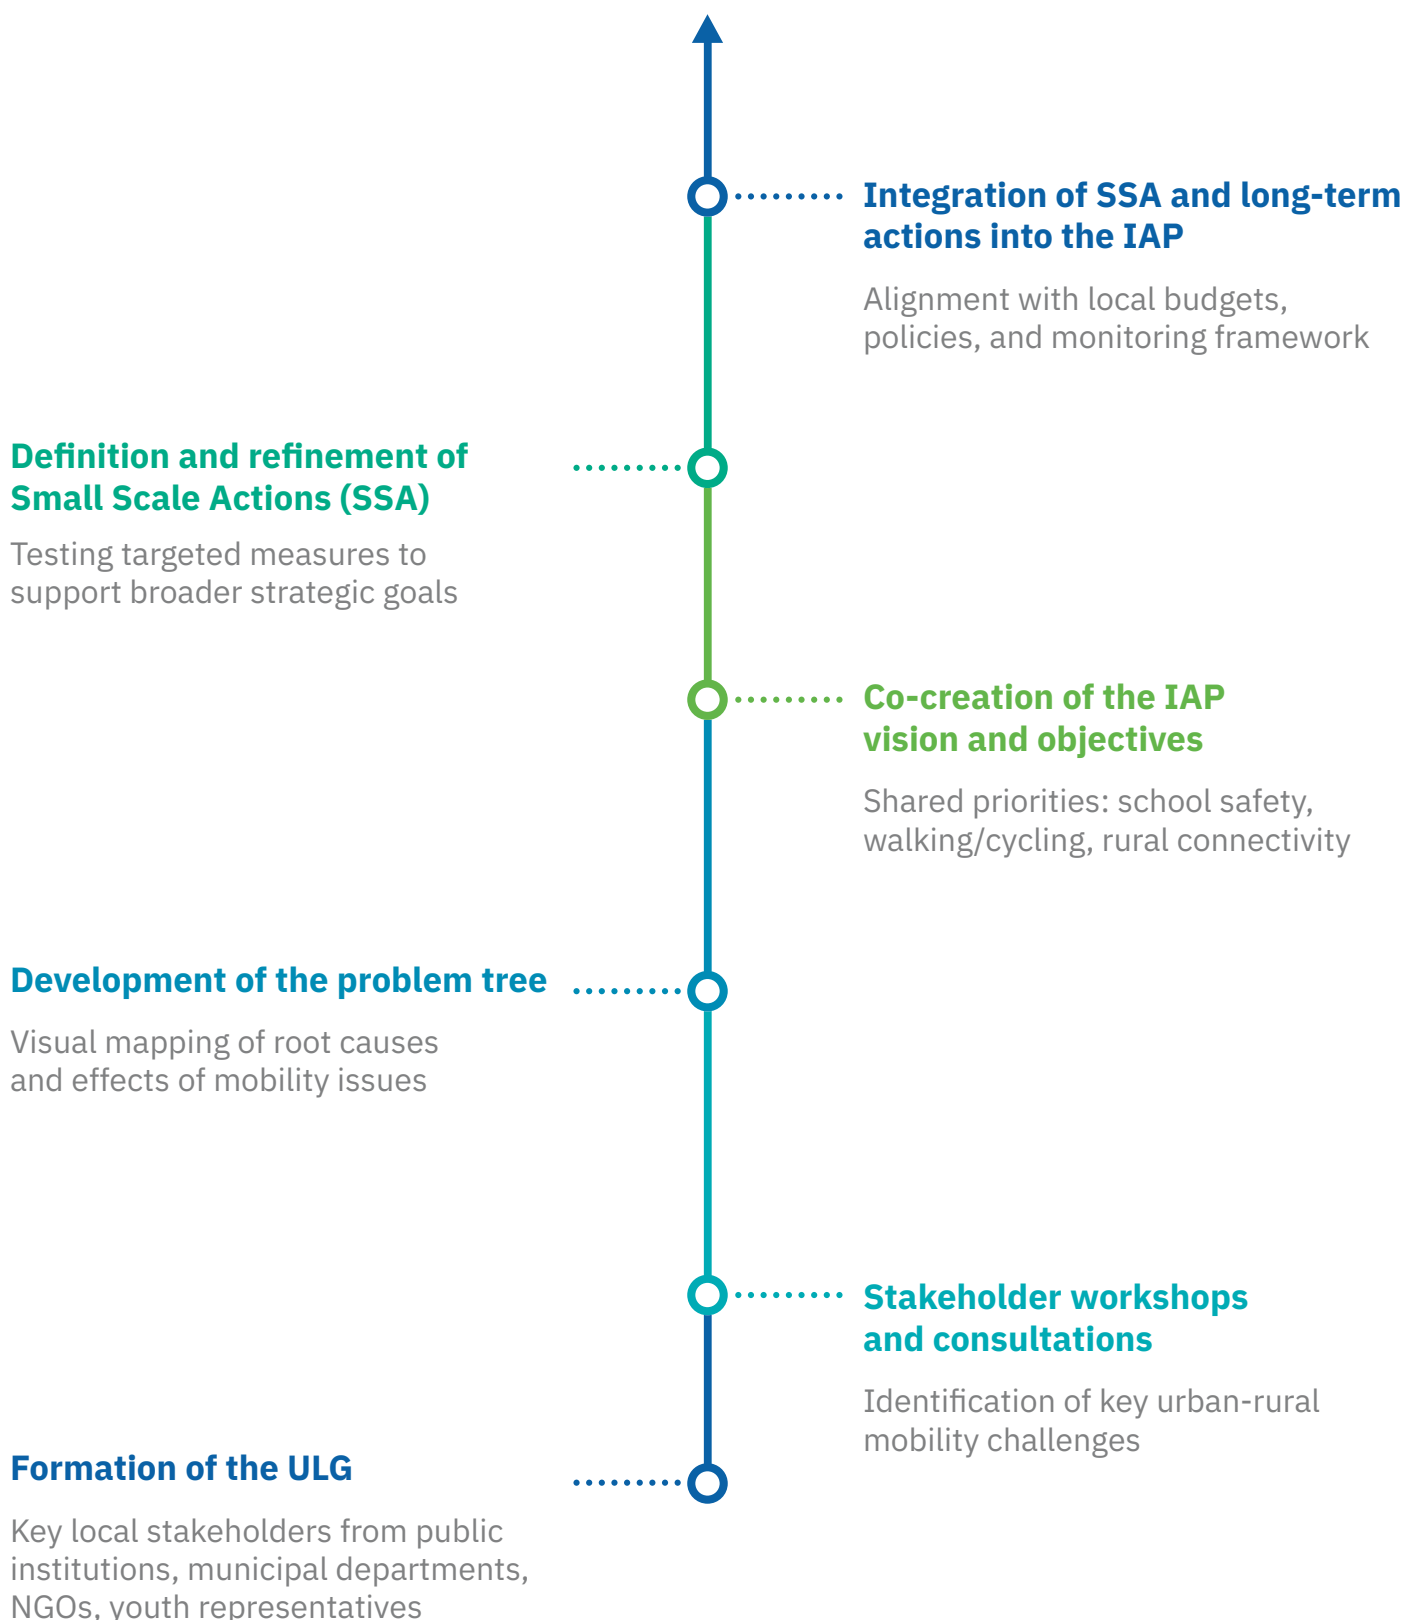 Integration of SSA and long-term
actions into the IAP
Alignment with local budgets,
policies, and monitoring framework
Definition and refinement of
Small Scale Actions (SSA)
Testing targeted measures to
support broader strategic goals
Co-creation of the IAP
vision and objectives
Shared priorities: school safety,
walking/cycling, rural connectivity
Development of the problem tree
Visual mapping of root causes
and effects of mobility issues
Stakeholder workshops
and consultations
Identification of key urban-rural
mobility challenges
Formation of the ULG
Key local stakeholders from public
institutions, municipal departments,
NGOs, youth representatives